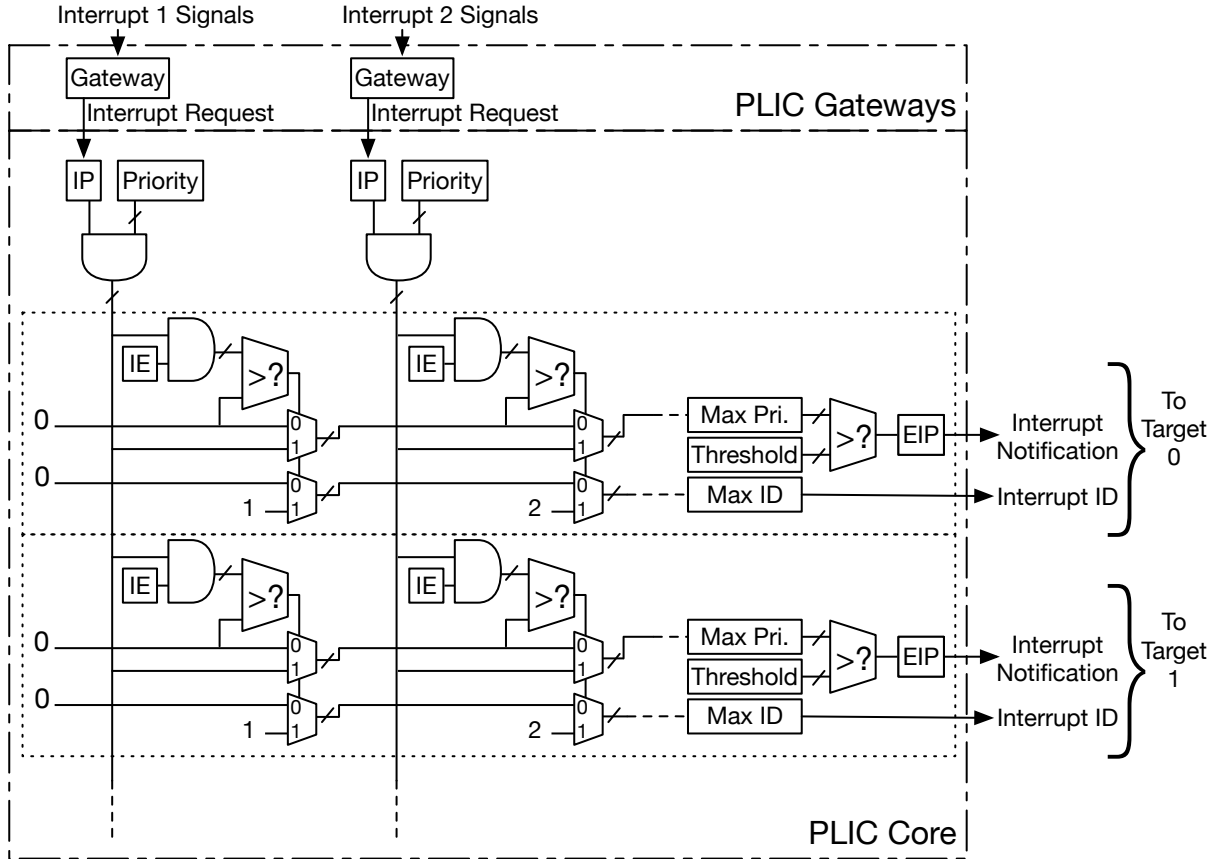 Interrupt 1 Signals
Interrupt 2 Signals
Gateway
Gateway
PLIC Gateways
Interrupt Request
Interrupt Request
IP
Priority
IP
Priority
IE
>?
IE
>?
0
0
1
0
1
Max Pri.
Threshold
>?
EIP
Interrupt
Notification
To
Target
0
0
1
0
1
2
0
1
Max ID
Interrupt ID
IE
>?
IE
>?
0
0
1
0
1
Max Pri.
Threshold
>?
EIP
Interrupt
Notification
To
Target
1
0
1
0
1
2
0
1
Max ID
Interrupt ID
PLIC Core